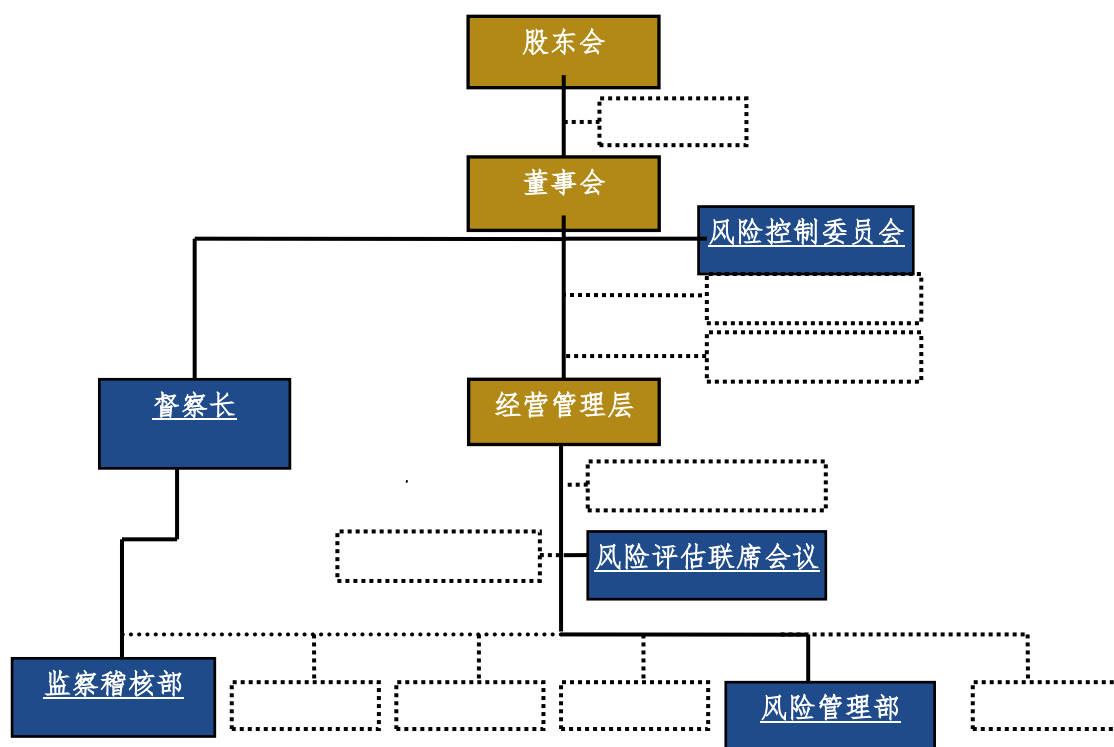 股东会
董事会
风险控制委员会
督察长
经营管理层
风险评估联席会议
监察稽核部
风险管理部